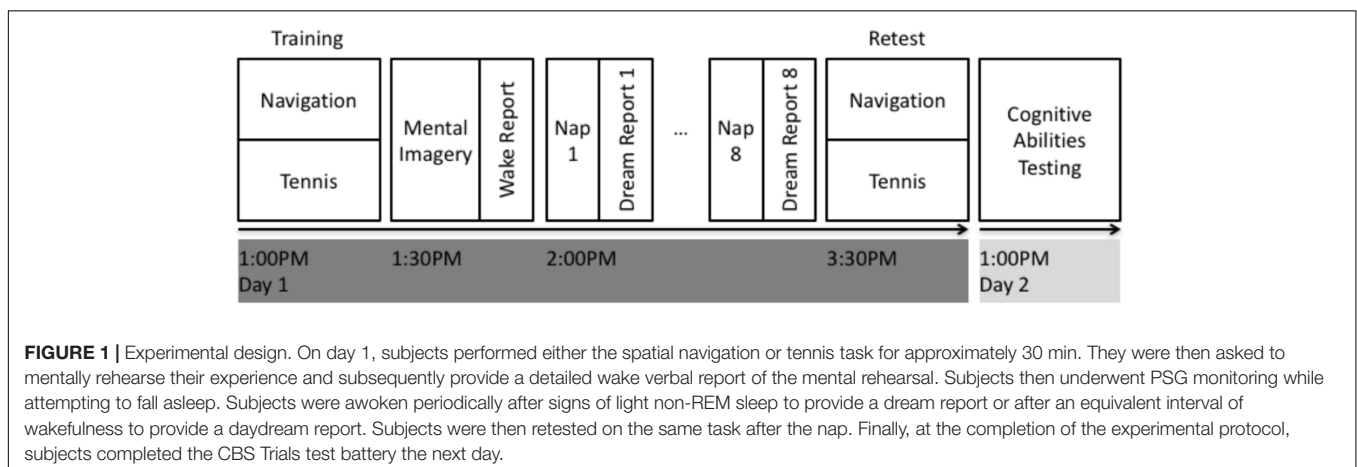 Training
Retest
Navigation
Tennis
Mental
Imagery
Wake Report
Nap
1
Dream Report 1
...
Nap
8
Dream Report 8
Navigation
Tennis
Cognitive
Abilities
Testing
1:00PM
Day 1
1:30PM
2:00PM
3:30PM
1:00PM
Day 2
FIGURE 1 | Experimental design. On day 1, subjects performed either the spatial navigation or tennis task for approximately 30 min. They were then asked to
mentally rehearse their experience and subsequently provide a detailed wake verbal report of the mental rehearsal. Subjects then underwent PSG monitoring while
attempting to fall asleep. Subjects were awoken periodically after signs of light non-REM sleep to provide a dream report or after an equivalent interval of
wakefulness to provide a daydream report. Subjects were then retested on the same task after the nap. Finally, at the completion of the experimental protocol,
subjects completed the CBS Trials test battery the next day.